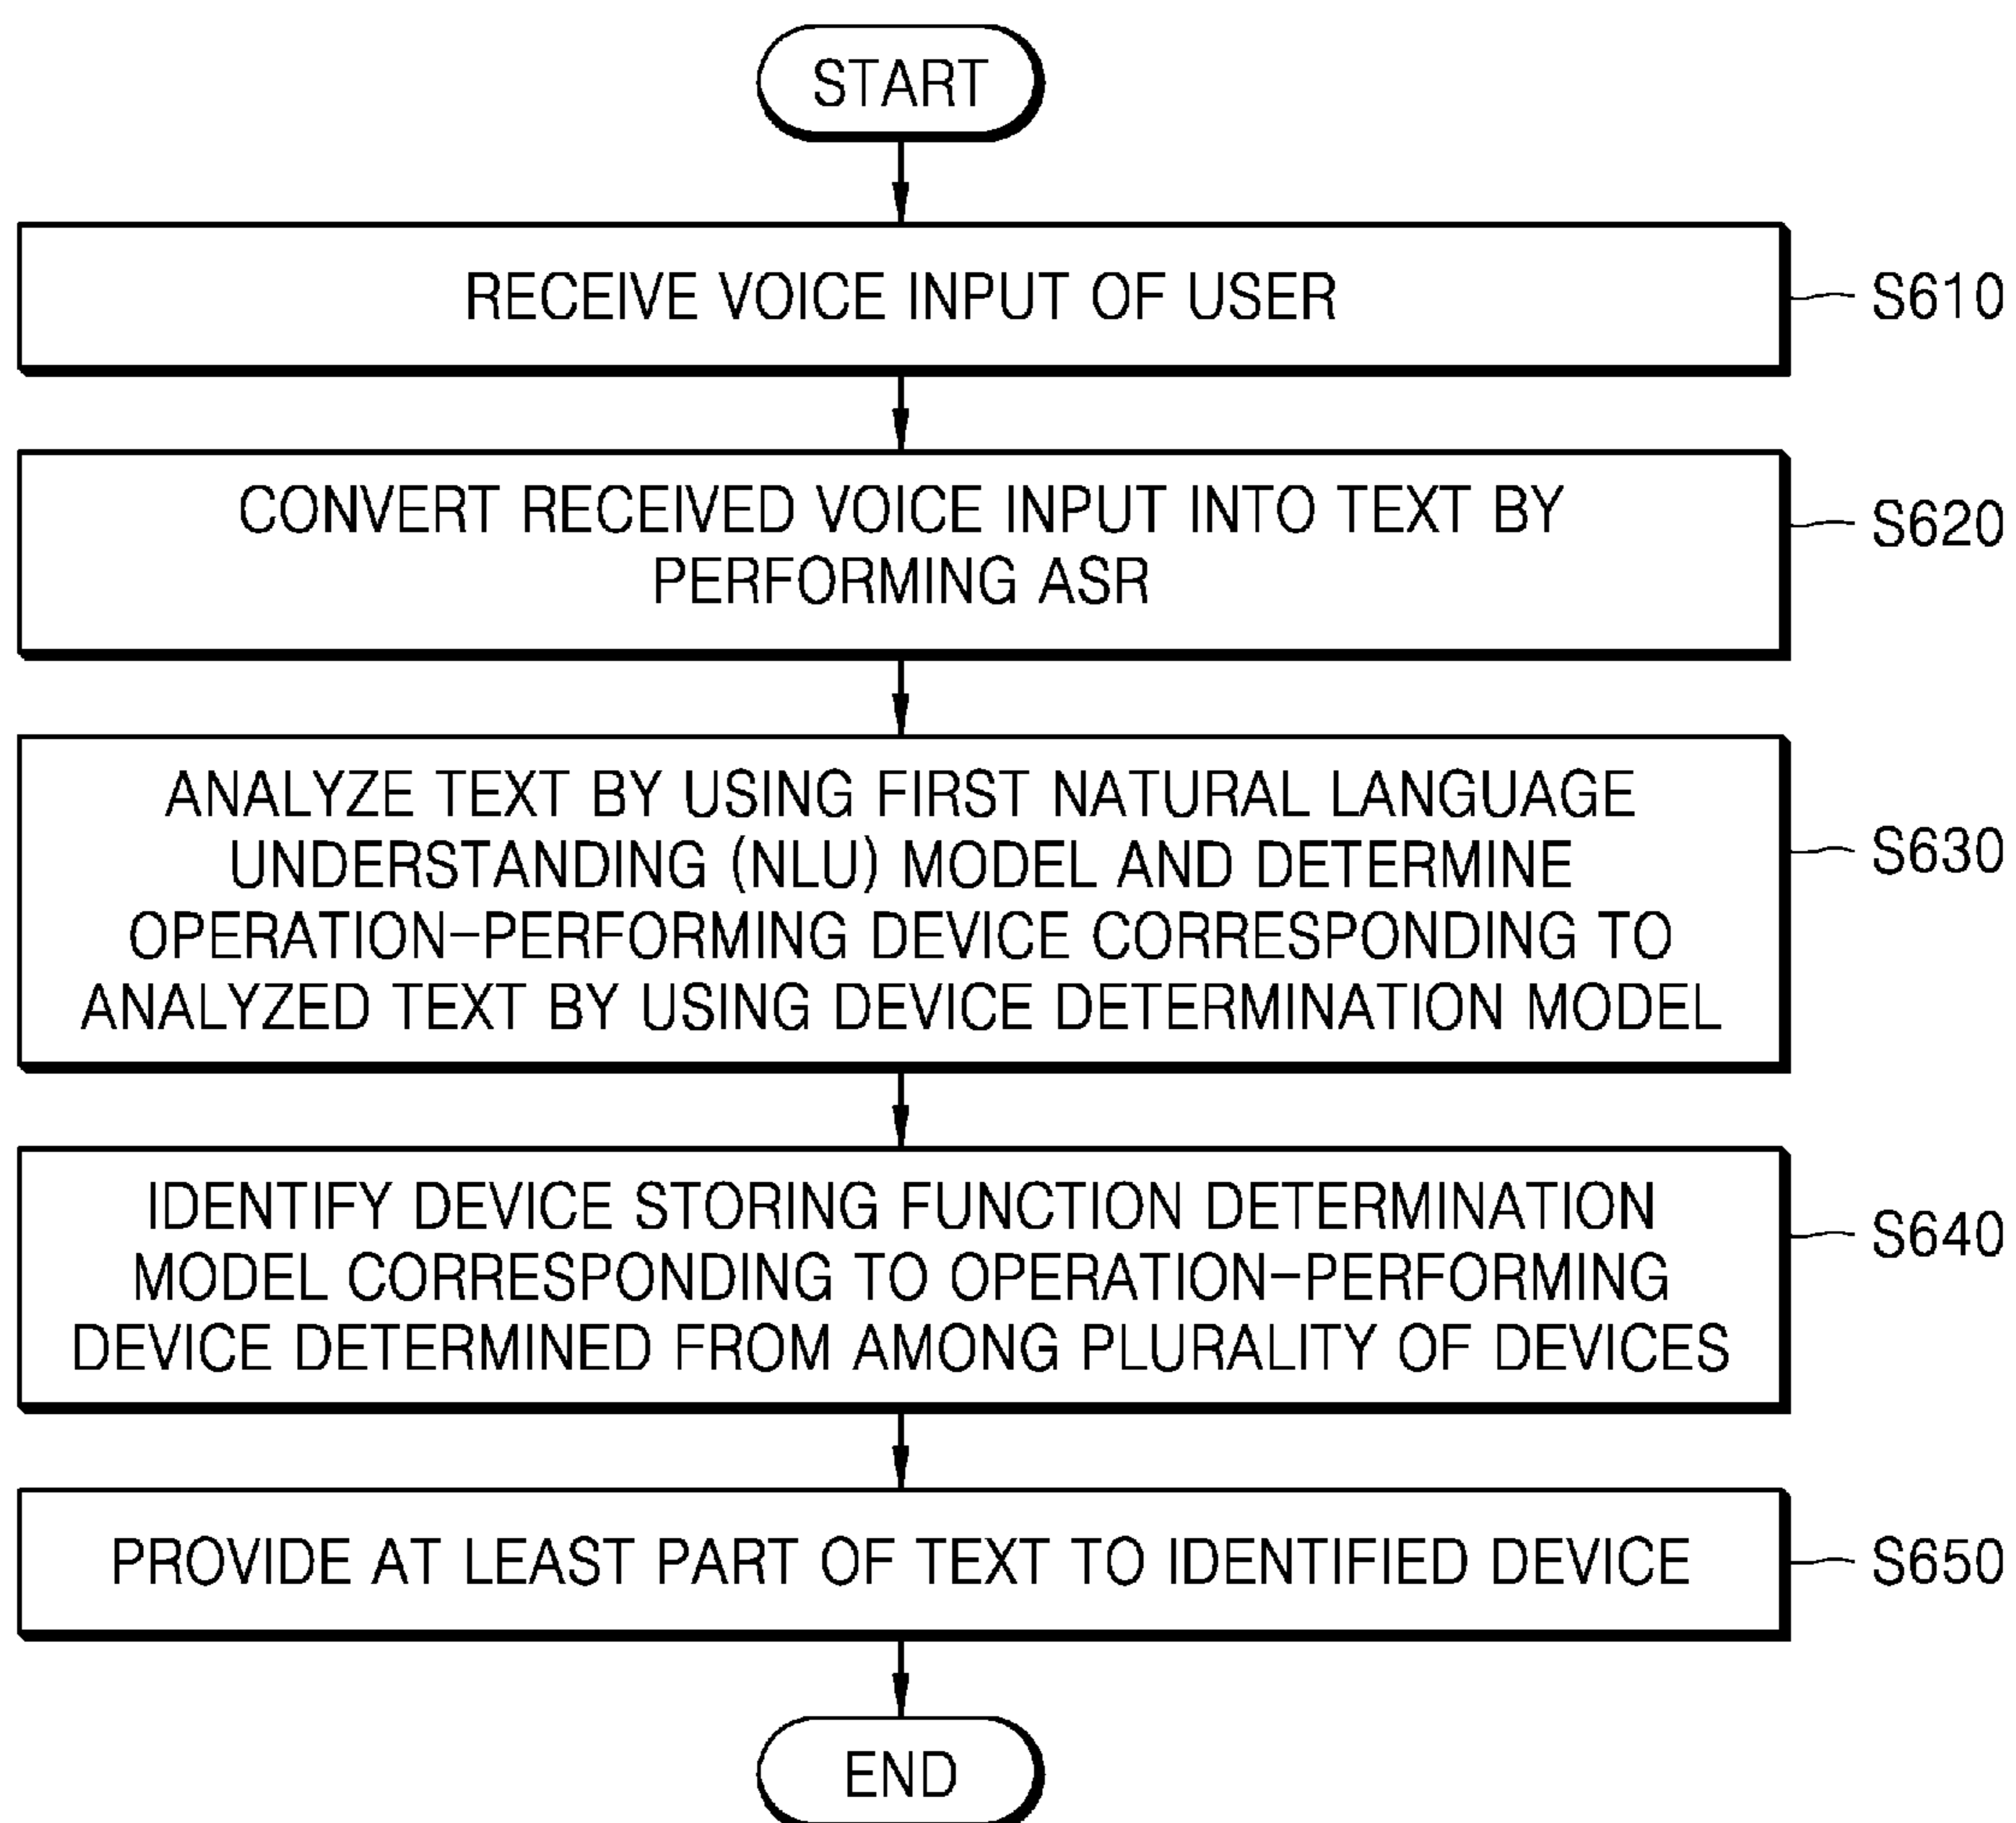 START
RECEIVE VOICE INPUT OF USER
S610
CONVERT RECEIVED VOICE INPUT INTO TEXT BY
PERFORMING ASR
S620
ANALYZE TEXT BY USING FIRST NATURAL LANGUAGE
UNDERSTANDING (NLU) MODEL AND DETERMINE
OPERATION-PERFORMING DEVICE CORRESPONDING TO
ANALYZED TEXT BY USING DEVICE DETERMINATION MODEL
S630
IDENTIFY DEVICE STORING FUNCTION DETERMINATION
MODEL CORRESPONDING TO OPERATION-PERFORMING
DEVICE DETERMINED FROM AMONG PLURALITY OF DEVICES
S640
PROVIDE AT LEAST PART OF TEXT TO IDENTIFIED DEVICE
S650
END